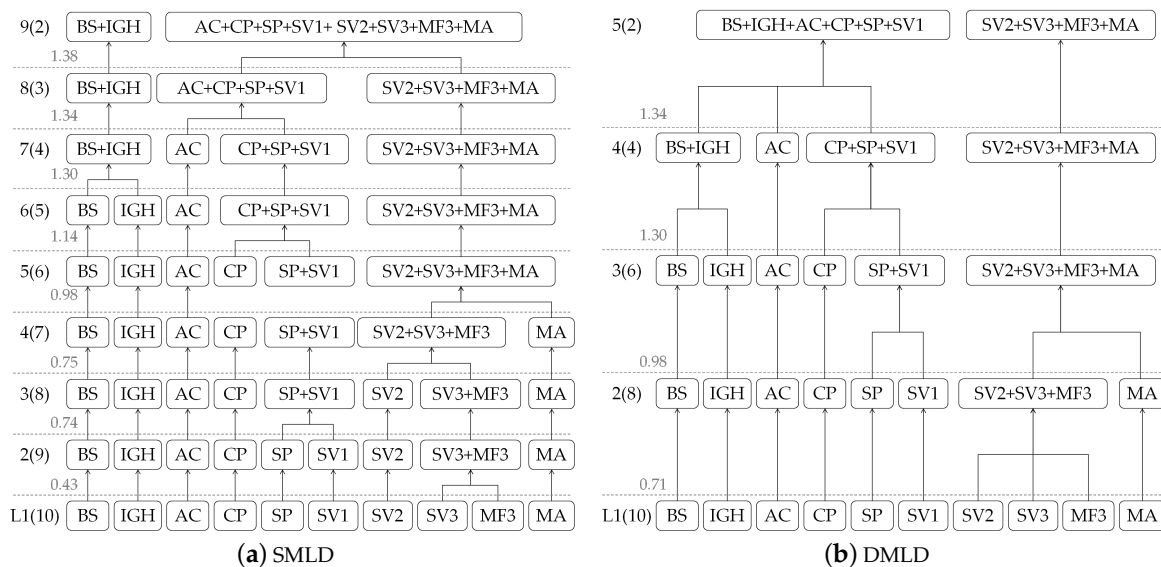 9(2) BS+IGH AC+CP+SP+SV1+ SV2+SV3+MF3+MA
1.38
8(3) BS+IGH AC+CP+SP+SV1 SV2+SV3+MF3+MA
1.34
7(4) BS+IGH AC CP+SP+SV1 SV2+SV3+MF3+MA
1.30
6(5) BS IGH AC CP+SP+SV1 SV2+SV3+MF3+MA
1.14
5(6) BS IGH AC CP SP+SV1 SV2+SV3+MF3+MA
0.98
4(7) BS IGH AC CP SP+SV1 SV2+SV3+MF3 MA
0.75
3(8) BS IGH AC CP SP+SV1 SV2 SV3+MF3 MA
0.74
2(9) BS IGH AC CP SP SV1 SV2 SV3+MF3 MA
0.43
L1(10) BS IGH AC CP SP SV1 SV2 SV3 MF3 MA
(a) SMLD
5(2) BS+IGH+AC+CP+SP+SV1 SV2+SV3+MF3+MA
1.34
4(4) BS+IGH AC CP+SP+SV1 SV2+SV3+MF3+MA
1.30
3(6) BS IGH AC CP SP+SV1 SV2+SV3+MF3+MA
0.98
2(8) BS IGH AC CP SP SV1 SV2+SV3+MF3 MA
0.71
L1(10) BS IGH AC CP SP SV1 SV2 SV3 MF3 MA
(b) DMLD